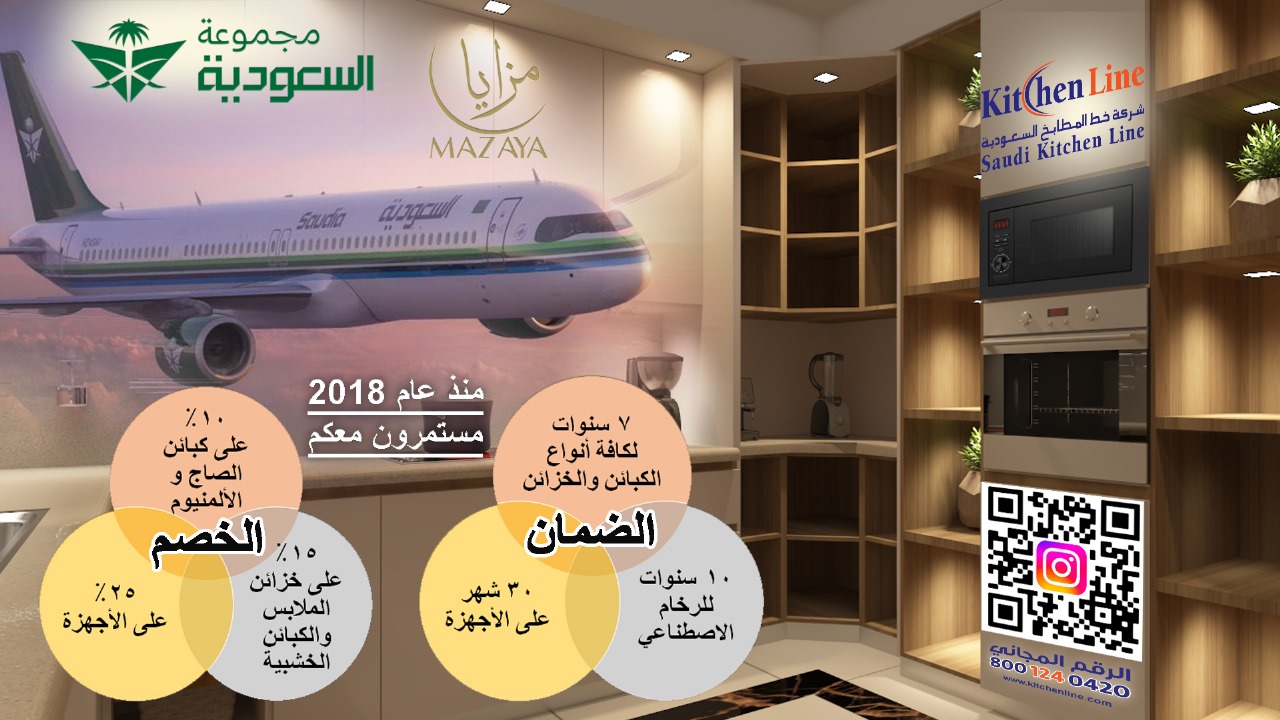 مجموعة
السعودية
مزايا
MAZAYA
Kitchen Line
شركة خط المطابخ السعودية
Saudi Kitchen Line
Saudia
السعودية
منذ عام 2018
مستمرون معكم
١٠٪
على كبائن
الصاج و
الألمنيوم
الخصم
٢٥٪
على الأجهزة
١٥٪
على خزائن
الملابس
والكبائن
الخشبية
٧ سنوات
لكافة أنواع
الكبائن والخزائن
الضمان
٣٠ شهر
على الأجهزة
١٠ سنوات
للرخام
الاصطناعي
الرقم المجاني
800 124 0420
www.kitchenline.com